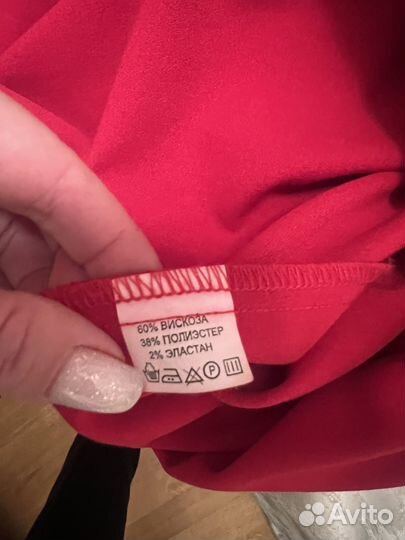 60% ВИСКОЗА
38% ПОЛИЭСТЕР
2% ЭЛАСТАН
P
Avito